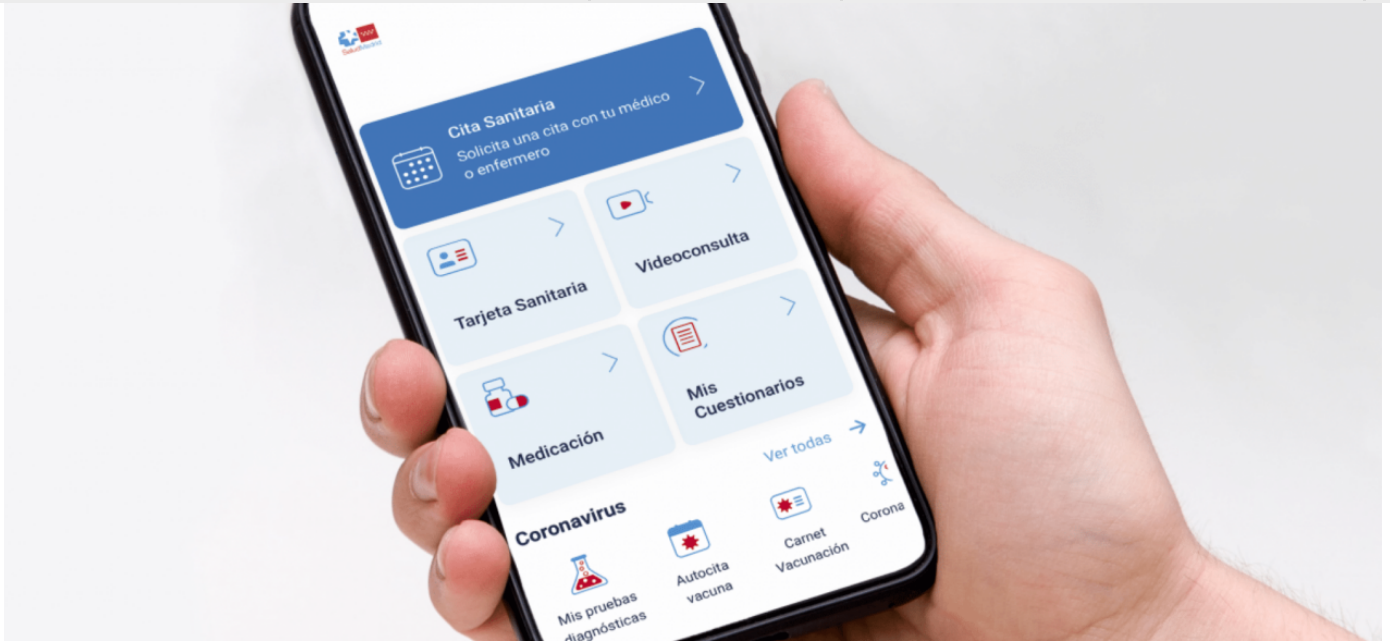 SaludMadrid
Cita Sanitaria
Solicita una cita con tu médico
o enfermero
Tarjeta Sanitaria
Videoconsulta
Medicación
Mis
Cuestionarios
Ver todas
Coronavirus
Mis pruebas
diagnósticas
Autocita
vacuna
Carnet
Vacunación
Corona